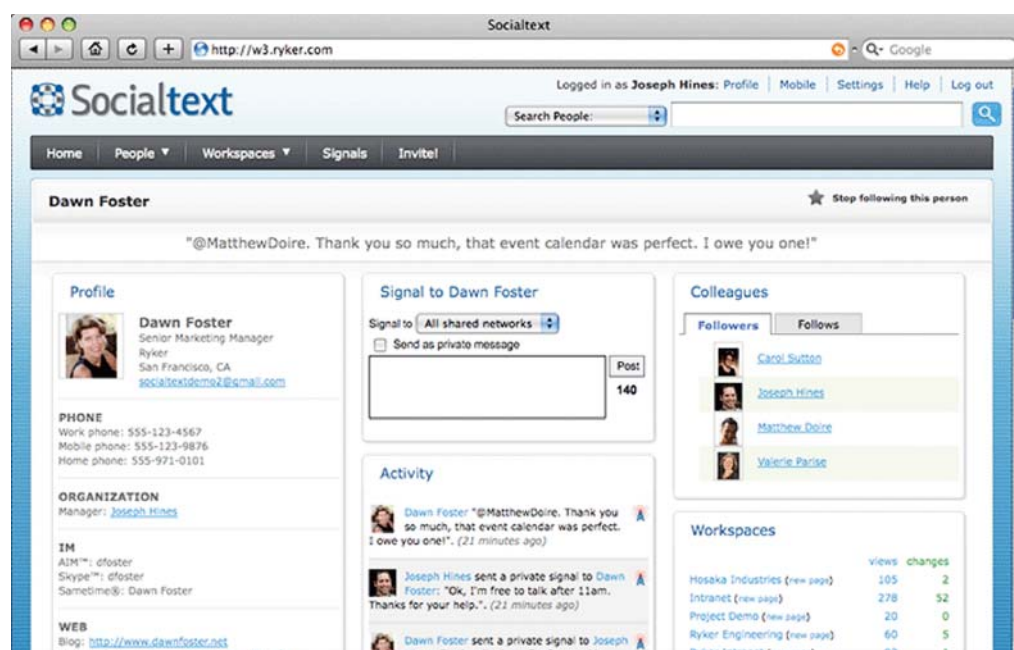 Socialtext
http://w3.ryker.com
Google
Socialtext
Logged in as Joseph Hines: Profile | Mobile | Settings | Help | Log out
Search People:
Home People ▼ Workspaces ▼ Signals Invite!
Dawn Foster
Stop following this person
"@MatthewDoire. Thank you so much, that event calendar was perfect. I owe you one!"
Profile
Dawn Foster
Senior Marketing Manager
Ryker
San Francisco, CA
socialtextdemo2@gmail.com
PHONE
Work phone: 555-123-4567
Mobile phone: 555-123-9876
Home phone: 555-971-0101
ORGANIZATION
Manager: Joseph Hines
IM
AIM™: dfoster
Skype™: dfoster
Sametime®: Dawn Foster
WEB
Blog: http://www.dawnfoster.net
Signal to Dawn Foster
Signal to All shared networks
Send as private message
Post
140
Activity
Dawn Foster "@MatthewDoire. Thank you
so much, that event calendar was perfect.
I owe you one!". (21 minutes ago)
Joseph Hines sent a private signal to Dawn
Foster: "Ok, I'm free to talk after 11am.
Thanks for your help.". (21 minutes ago)
Dawn Foster sent a private signal to Joseph
Colleagues
Followers Follows
Carol Sutton
Joseph Hines
Matthew Doire
Valerie Parise
Workspaces
views changes
Hosaka Industries (new page) 105 2
Intranet (new page) 278 52
Project Demo (new page) 20 0
Ryker Engineering (new page) 60 5